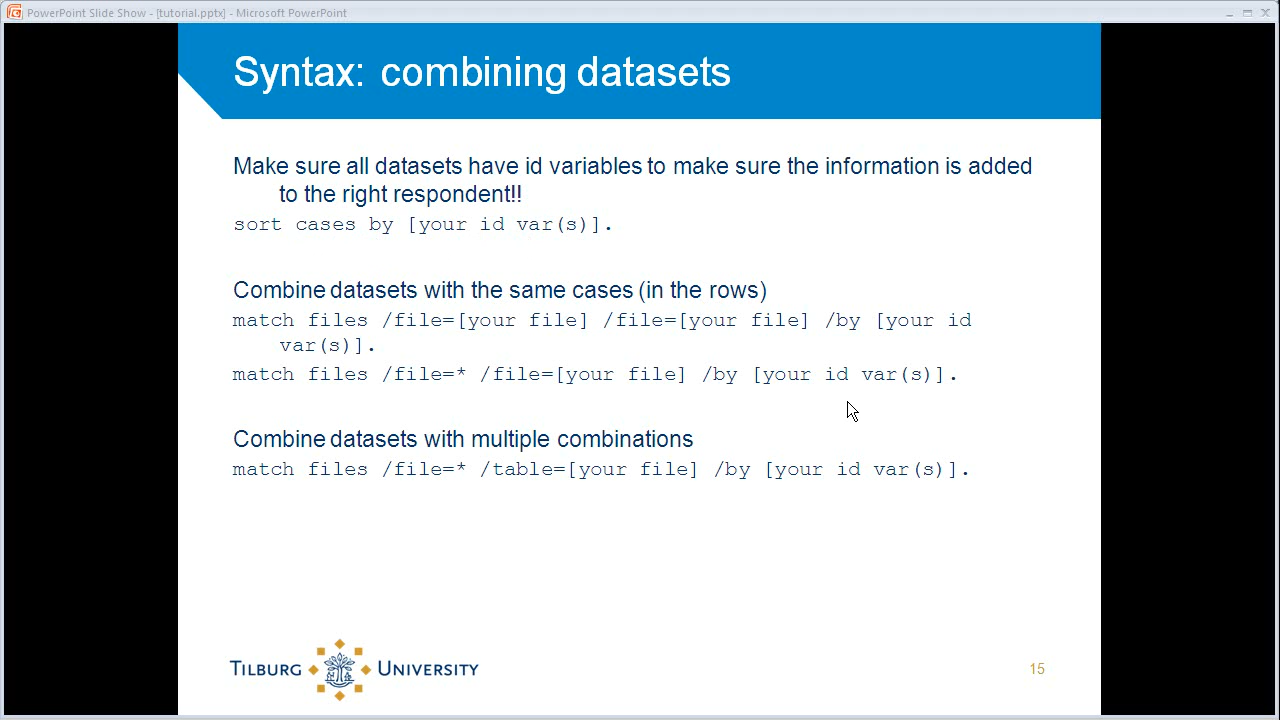 PowerPoint Slide Show - [tutorial.pptx] - Microsoft PowerPoint
Syntax: combining datasets
Make sure all datasets have id variables to make sure the information is added
to the right respondent!!
sort cases by [your id var(s)].
Combine datasets with the same cases (in the rows)
match files /file=[your file] /file=[your file] /by [your id
var(s)].
match files /file=* /file=[your file] /by [your id var(s)].
Combine datasets with multiple combinations
match files /file=* /table=[your file] /by [your id var(s)].
TILBURG UNIVERSITY
15